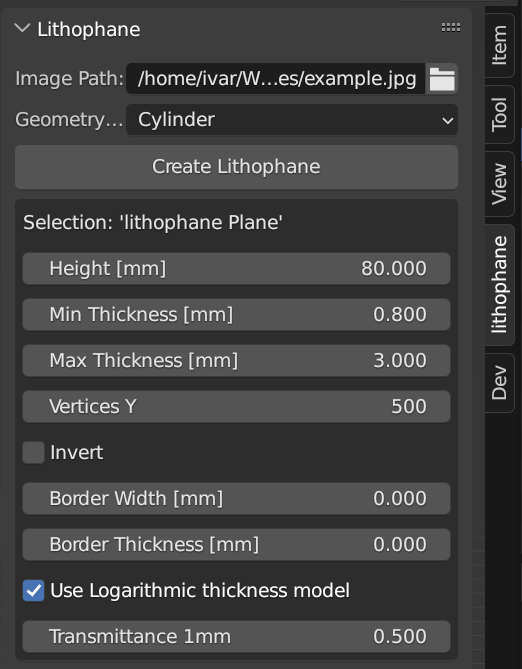 Lithophane
Image Path: /home/ivar/W...es/example.jpg
Geometry... Cylinder
Create Lithophane
Selection: 'lithophane Plane'
Height [mm] 80.000
Min Thickness [mm] 0.800
Max Thickness [mm] 3.000
Vertices Y 500
Invert
Border Width [mm] 0.000
Border Thickness [mm] 0.000
Use Logarithmic thickness model
Transmittance 1mm 0.500
Item
Tool
View
lithophane
Dev